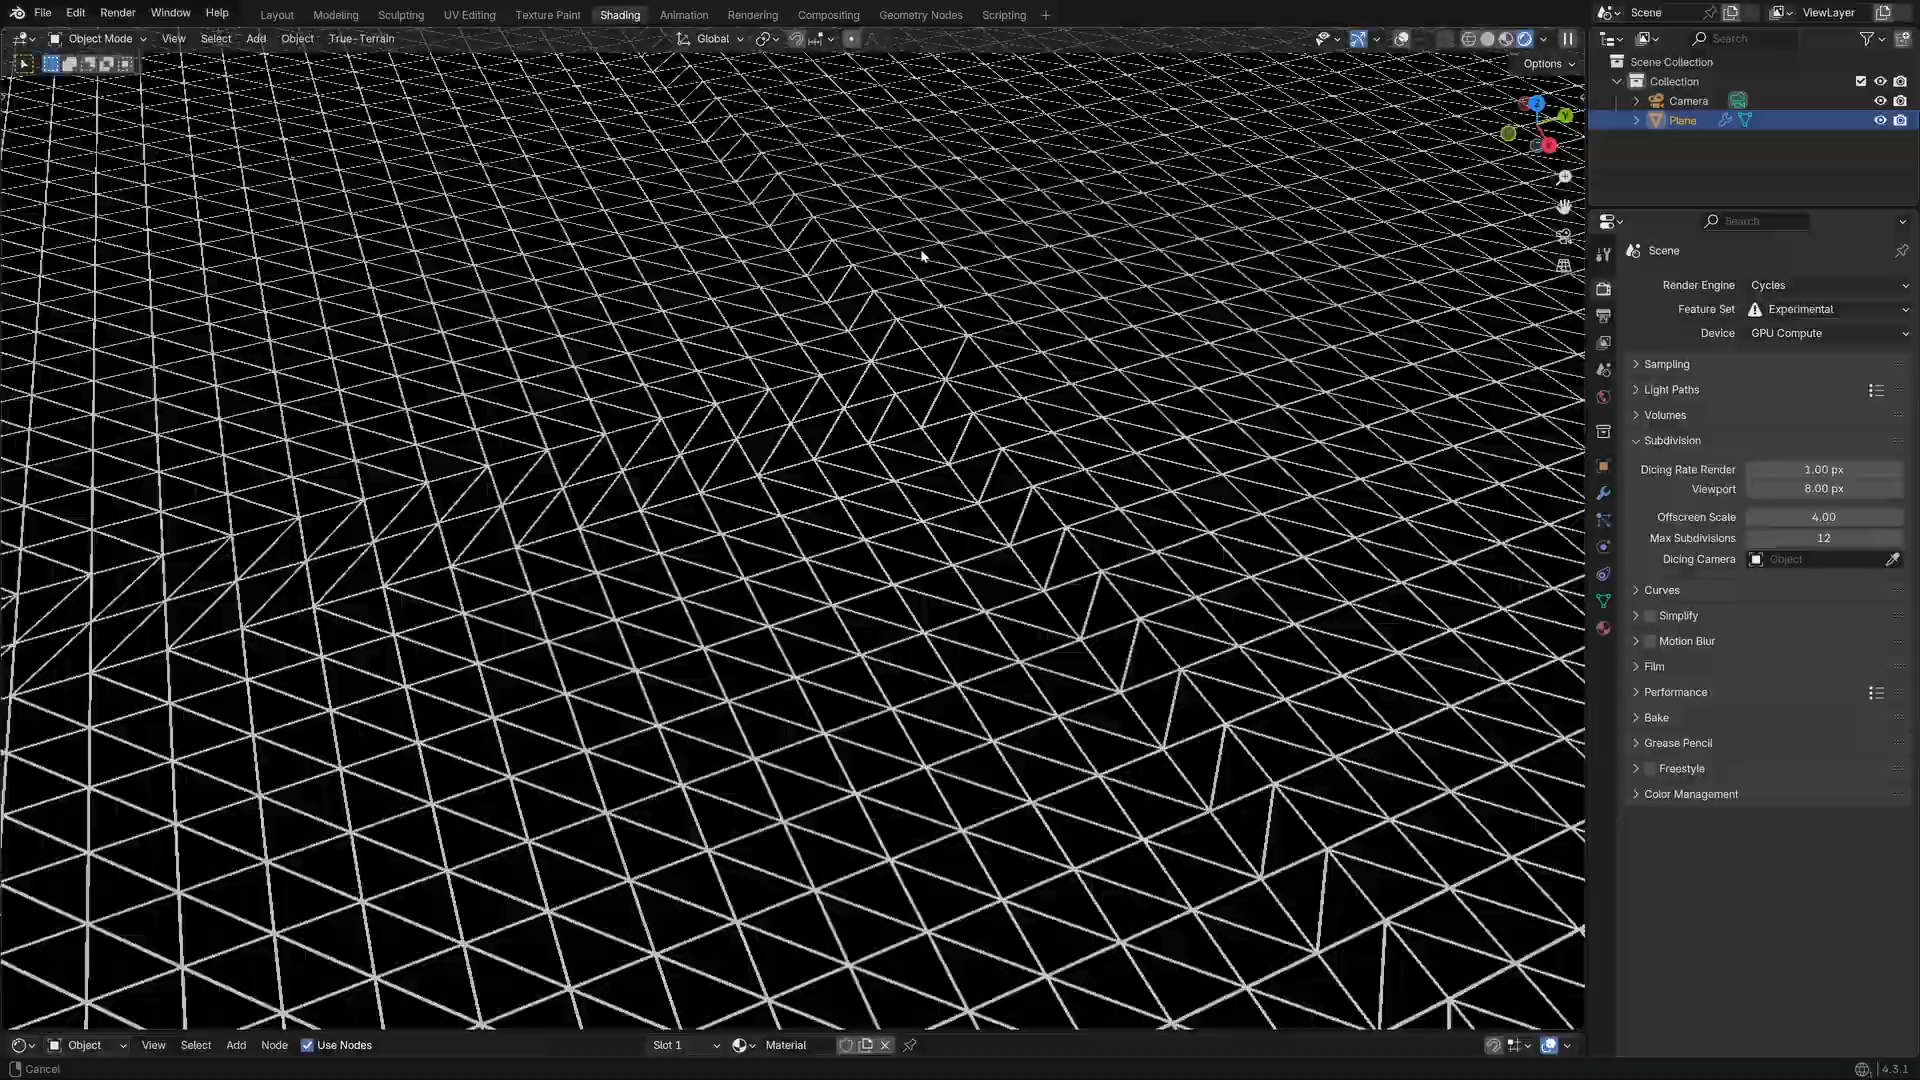 File Edit Render Window Help
Layout Modeling Sculpting UV Editing Texture Paint Shading Animation Rendering Compositing Geometry Nodes Scripting +
Scene ViewLayer
Object Mode View Select Add Object True-Terrain
Global
Options
Search
Scene Collection
Collection
Camera
Plane
Z
Y
X
Search
Scene
Render Engine Cycles
Feature Set Experimental
Device GPU Compute
Sampling
Light Paths
Volumes
Subdivision
Dicing Rate Render 1.00 px
Viewport 8.00 px
Offscreen Scale 4.00
Max Subdivisions 12
Dicing Camera Object
Curves
Simplify
Motion Blur
Film
Performance
Bake
Grease Pencil
Freestyle
Color Management
Object View Select Add Node Use Nodes Slot 1 Material
Cancel
4.3.1